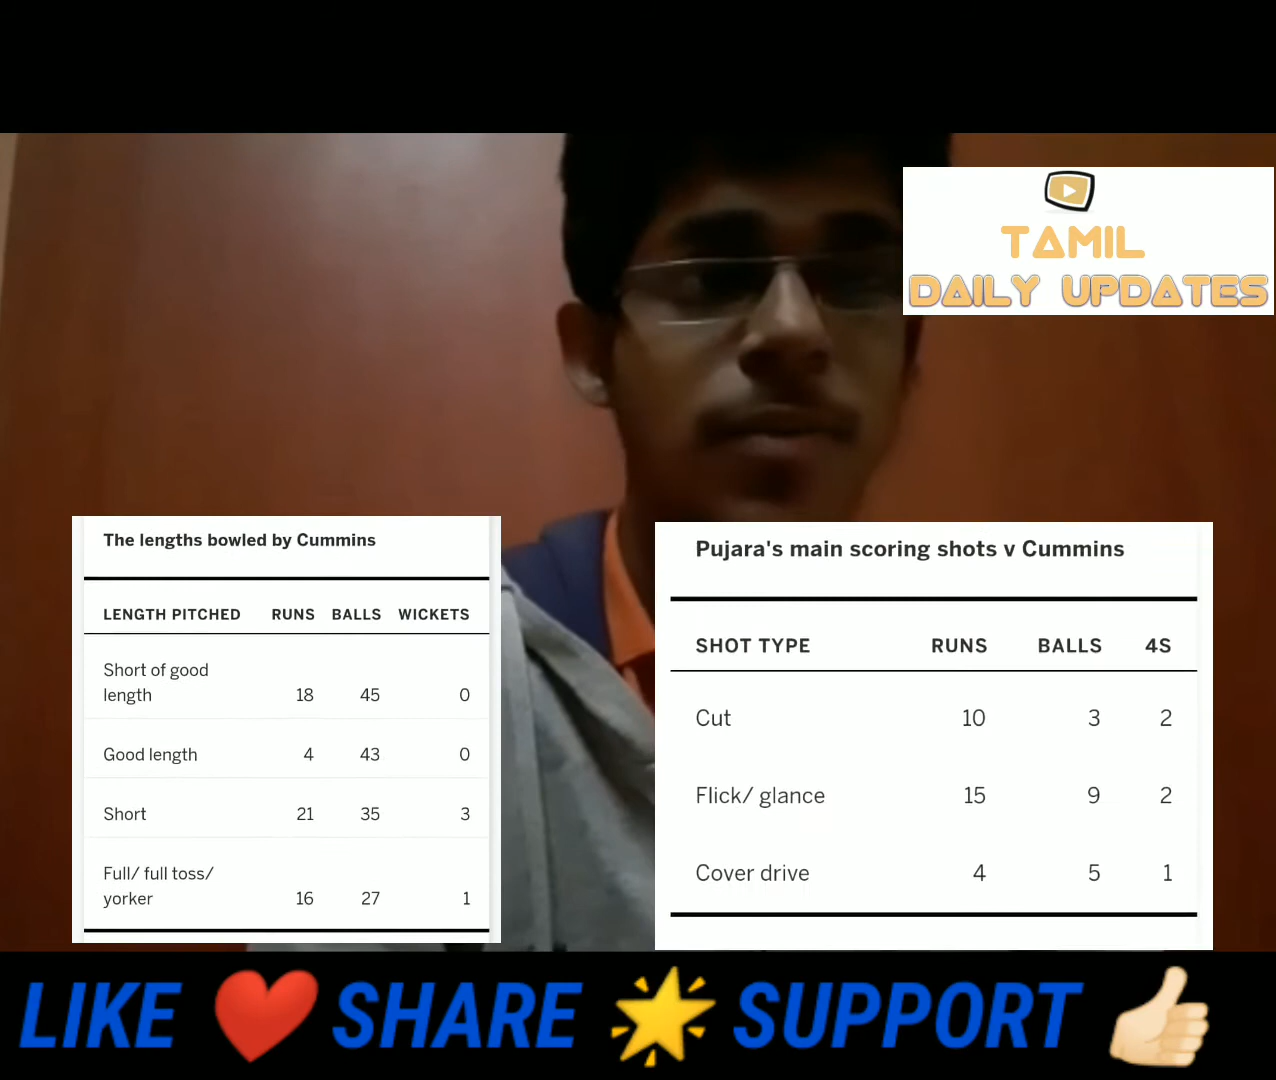 TAMIL
DAILY UPDATES
The lengths bowled by Cummins
LENGTH PITCHED RUNS BALLS WICKETS
Short of good
length 18 45 0
Good length 4 43 0
Short 21 35 3
Full/ full toss/
yorker 16 27 1
Pujara's main scoring shots v Cummins
SHOT TYPE RUNS BALLS 4S
Cut 10 3 2
Flick/ glance 15 9 2
Cover drive 4 5 1
LIKE SHARE SUPPORT